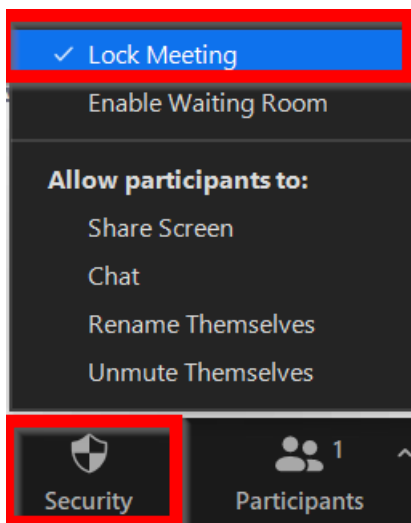 Lock Meeting
Enable Waiting Room
Allow participants to:
Share Screen
Chat
Rename Themselves
Unmute Themselves
1
Security Participants